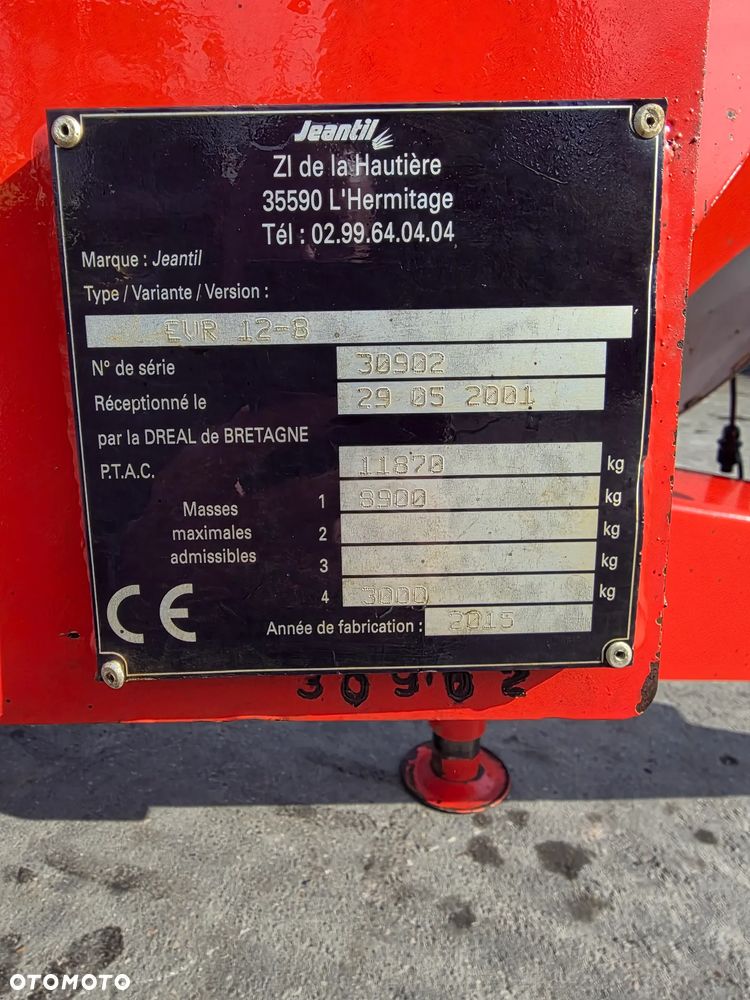 Jeantil
ZI de la Hautière
35590 L'Hermitage
Tél : 02.99.64.04.04
Marque : Jeantil
Type / Variante / Version :
EVR 12-8
N° de série 30902
Réceptionné le 29 05 2001
par la DREAL de BRETAGNE
P.T.A.C. 11870 kg
Masses maximales admissibles
1 8900 kg
2 kg
3 kg
4 3000 kg
CE
Année de fabrication : 2015
30902
OTOMOTO